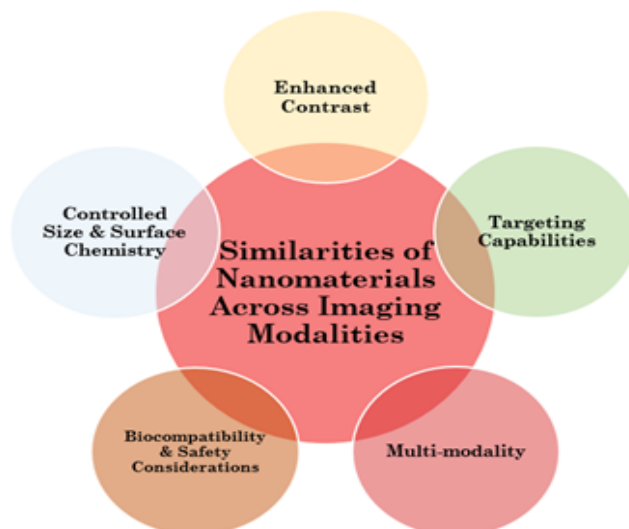 Enhanced
Contrast
Controlled
Size & Surface
Chemistry
Targeting
Capabilities
Similarities of
Nanomaterials
Across Imaging
Modalities
Biocompatibility
& Safety
Considerations
Multi-modality